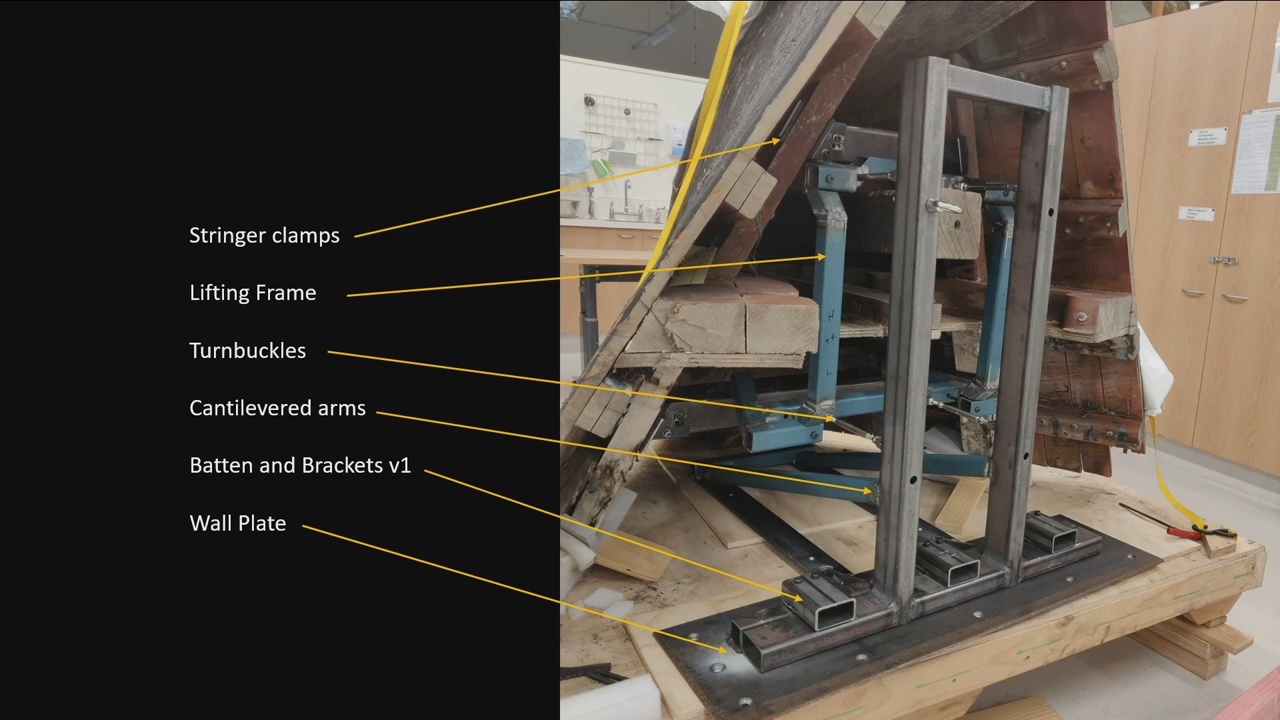 Stringer clamps
Lifting Frame
Turnbuckles
Cantilevered arms
Batten and Brackets v1
Wall Plate